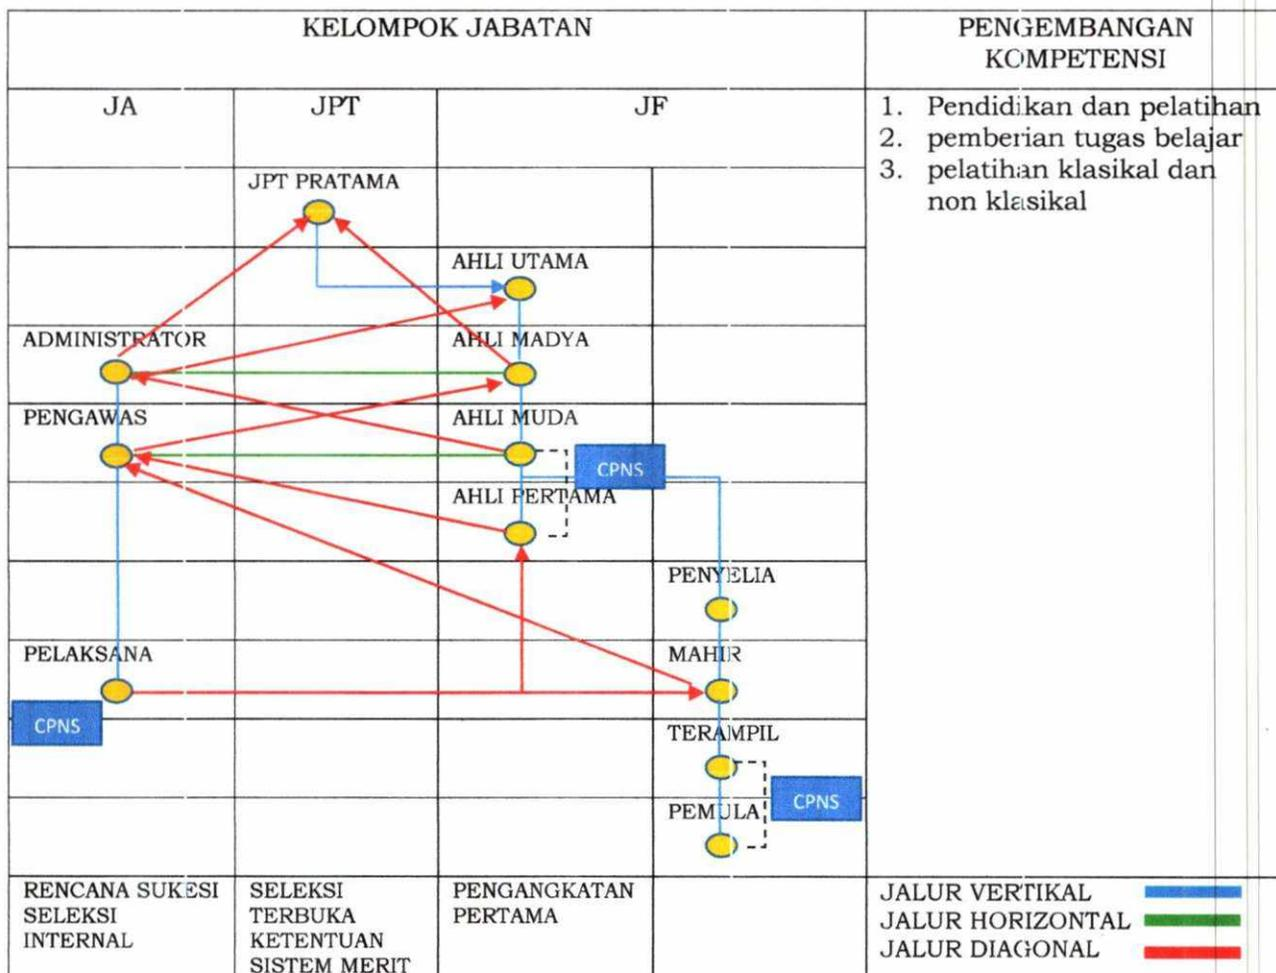 KELOMPOK JABATAN
PENGEMBANGAN
KOMPETENSI
JA
JPT
JF
1. Pendidikan dan pelatihan
2. pemberian tugas belajar
3. pelatihan klasikal dan
non klasikal
JPT PRATAMA
AHLI UTAMA
ADMINISTRATOR
AHLI MADYA
PENGAWAS
AHLI MUDA
CPNS
AHLI PERTAMA
PENYELIA
PELAKSANA
MAHIR
CPNS
TERAMPIL
CPNS
PEMULA
RENCANA SUKESI
SELEKSI
INTERNAL
SELEKSI
TERBUKA
KETENTUAN
SISTEM MERIT
PENGANGKATAN
PERTAMA
JALUR VERTIKAL
JALUR HORIZONTAL
JALUR DIAGONAL